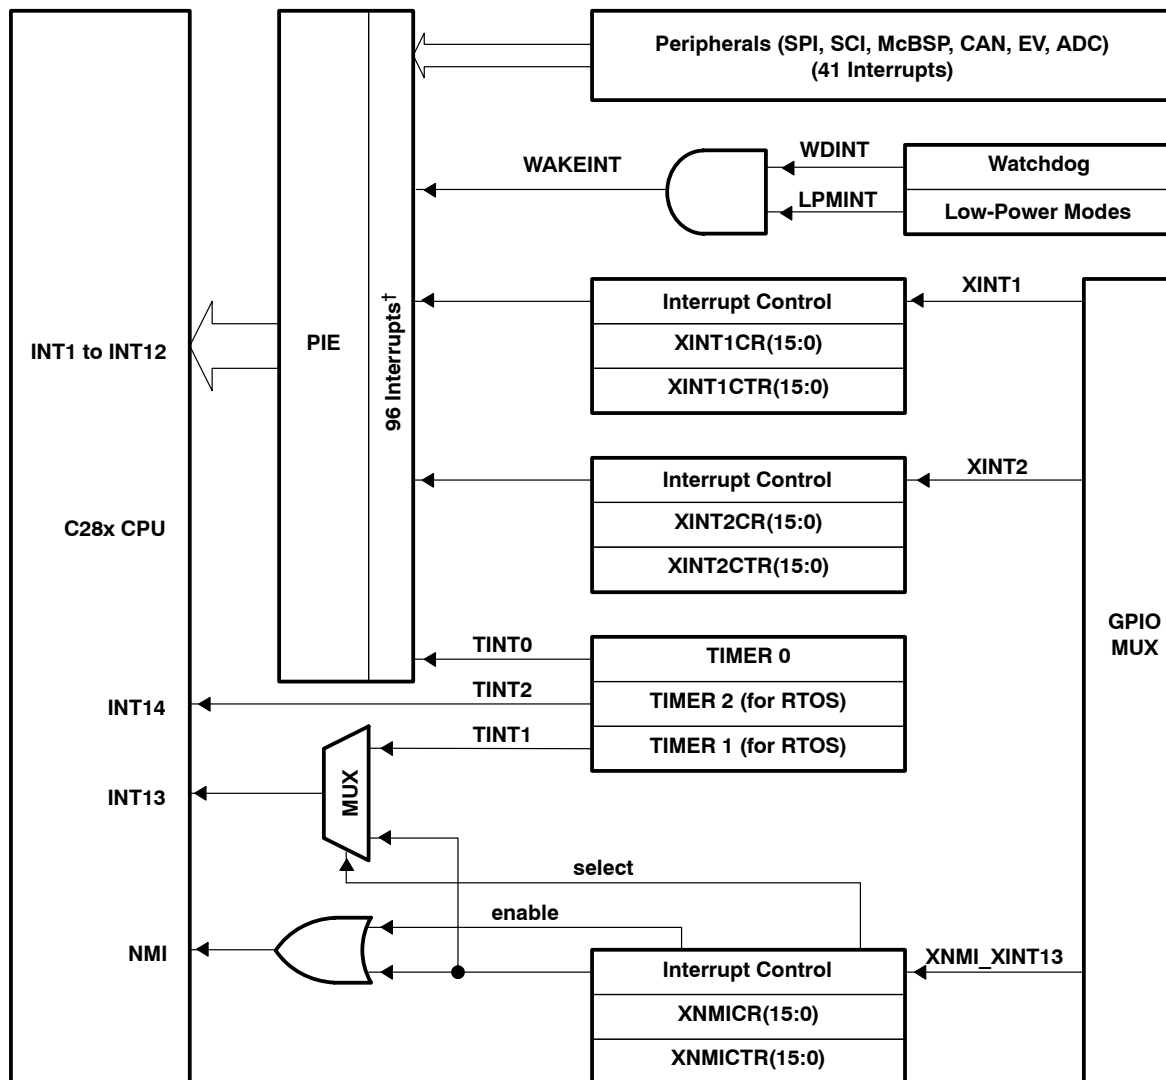 Peripherals (SPI, SCI, McBSP, CAN, EV, ADC)
(41 Interrupts)
WDINT
Watchdog
WAKEINT
LPMINT
Low-Power Modes
XINT1
Interrupt Control
XINT1CR(15:0)
XINT1CTR(15:0)
PIE
96 Interrupts†
INT1 to INT12
XINT2
Interrupt Control
XINT2CR(15:0)
XINT2CTR(15:0)
C28x CPU
GPIO
MUX
TINT0
TIMER 0
TINT2
TIMER 2 (for RTOS)
INT14
TINT1
TIMER 1 (for RTOS)
INT13
MUX
select
enable
NMI
XNMI_XINT13
Interrupt Control
XNMICR(15:0)
XNMICTR(15:0)